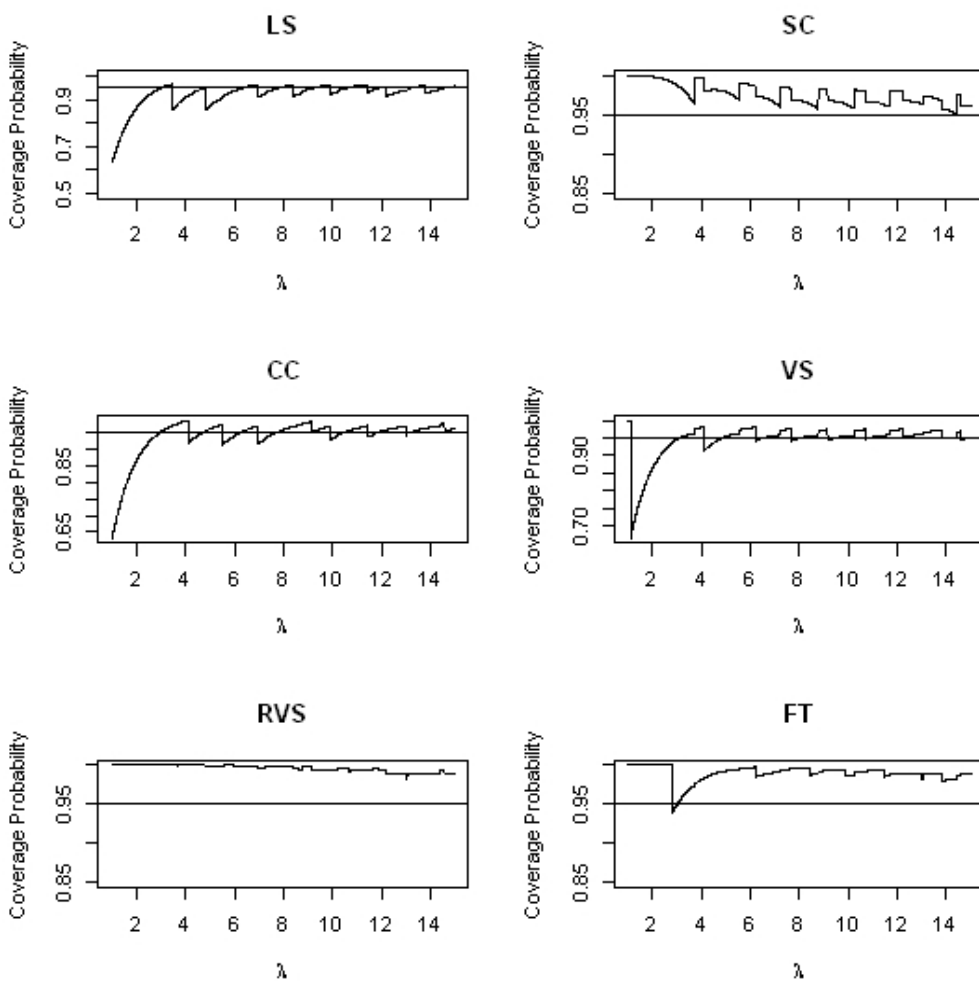 LS
Coverage Probability
0.5 0.7 0.9
2 4 6 8 10 12 14
λ
SC
Coverage Probability
0.85 0.95
2 4 6 8 10 12 14
λ
CC
Coverage Probability
0.65 0.85
2 4 6 8 10 12 14
λ
VS
Coverage Probability
0.70 0.90
2 4 6 8 10 12 14
λ
RVS
Coverage Probability
0.85 0.95
2 4 6 8 10 12 14
λ
FT
Coverage Probability
0.85 0.95
2 4 6 8 10 12 14
λ